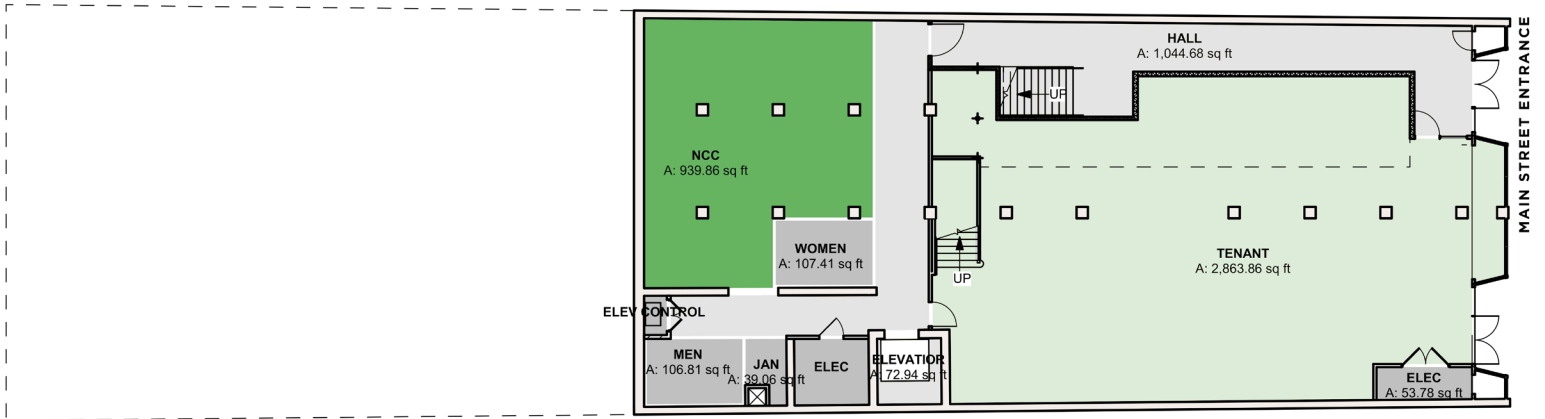 HALL
A: 1,044.68 sq ft
UP
NCC
A: 939.86 sq ft
WOMEN
A: 107.41 sq ft
UP
TENANT
A: 2,863.86 sq ft
ELEV CONTROL
MEN
A: 106.81 sq ft
JAN
A: 39.06 sq ft
ELEC
ELEVATIOR
A: 72.94 sq ft
ELEC
A: 53.78 sq ft
MAIN STREET ENTRANCE